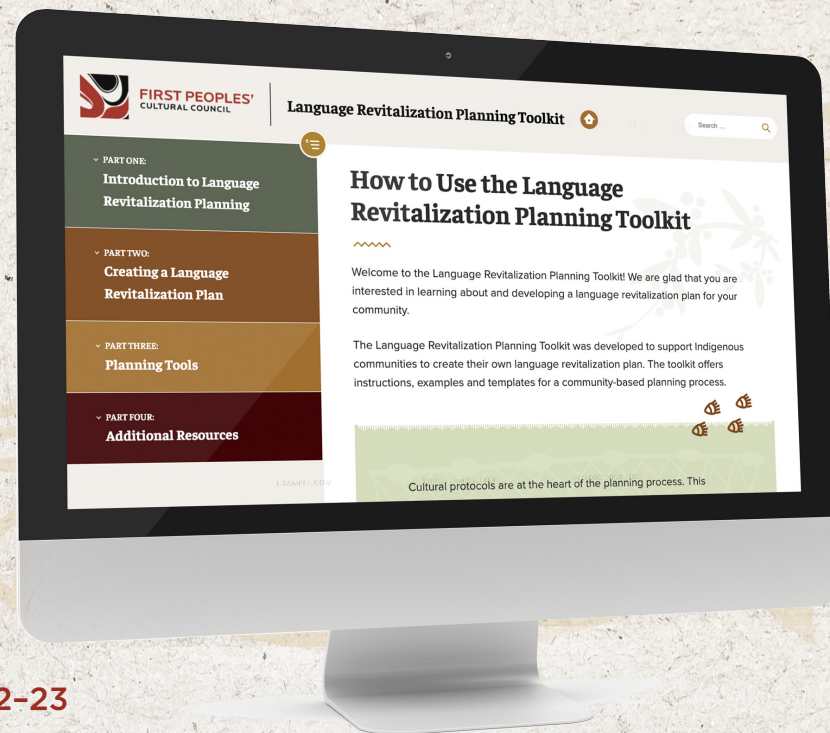 FIRST PEOPLES'
CULTURAL COUNCIL
Language Revitalization Planning Toolkit
Search ...
PART ONE:
Introduction to Language
Revitalization Planning
PART TWO:
Creating a Language
Revitalization Plan
PART THREE:
Planning Tools
PART FOUR:
Additional Resources
How to Use the Language
Revitalization Planning Toolkit
Welcome to the Language Revitalization Planning Toolkit! We are glad that you are
interested in learning about and developing a language revitalization plan for your
community.
The Language Revitalization Planning Toolkit was developed to support Indigenous
communities to create their own language revitalization plan. The toolkit offers
instructions, examples and templates for a community-based planning process.
Cultural protocols are at the heart of the planning process. This
2-23